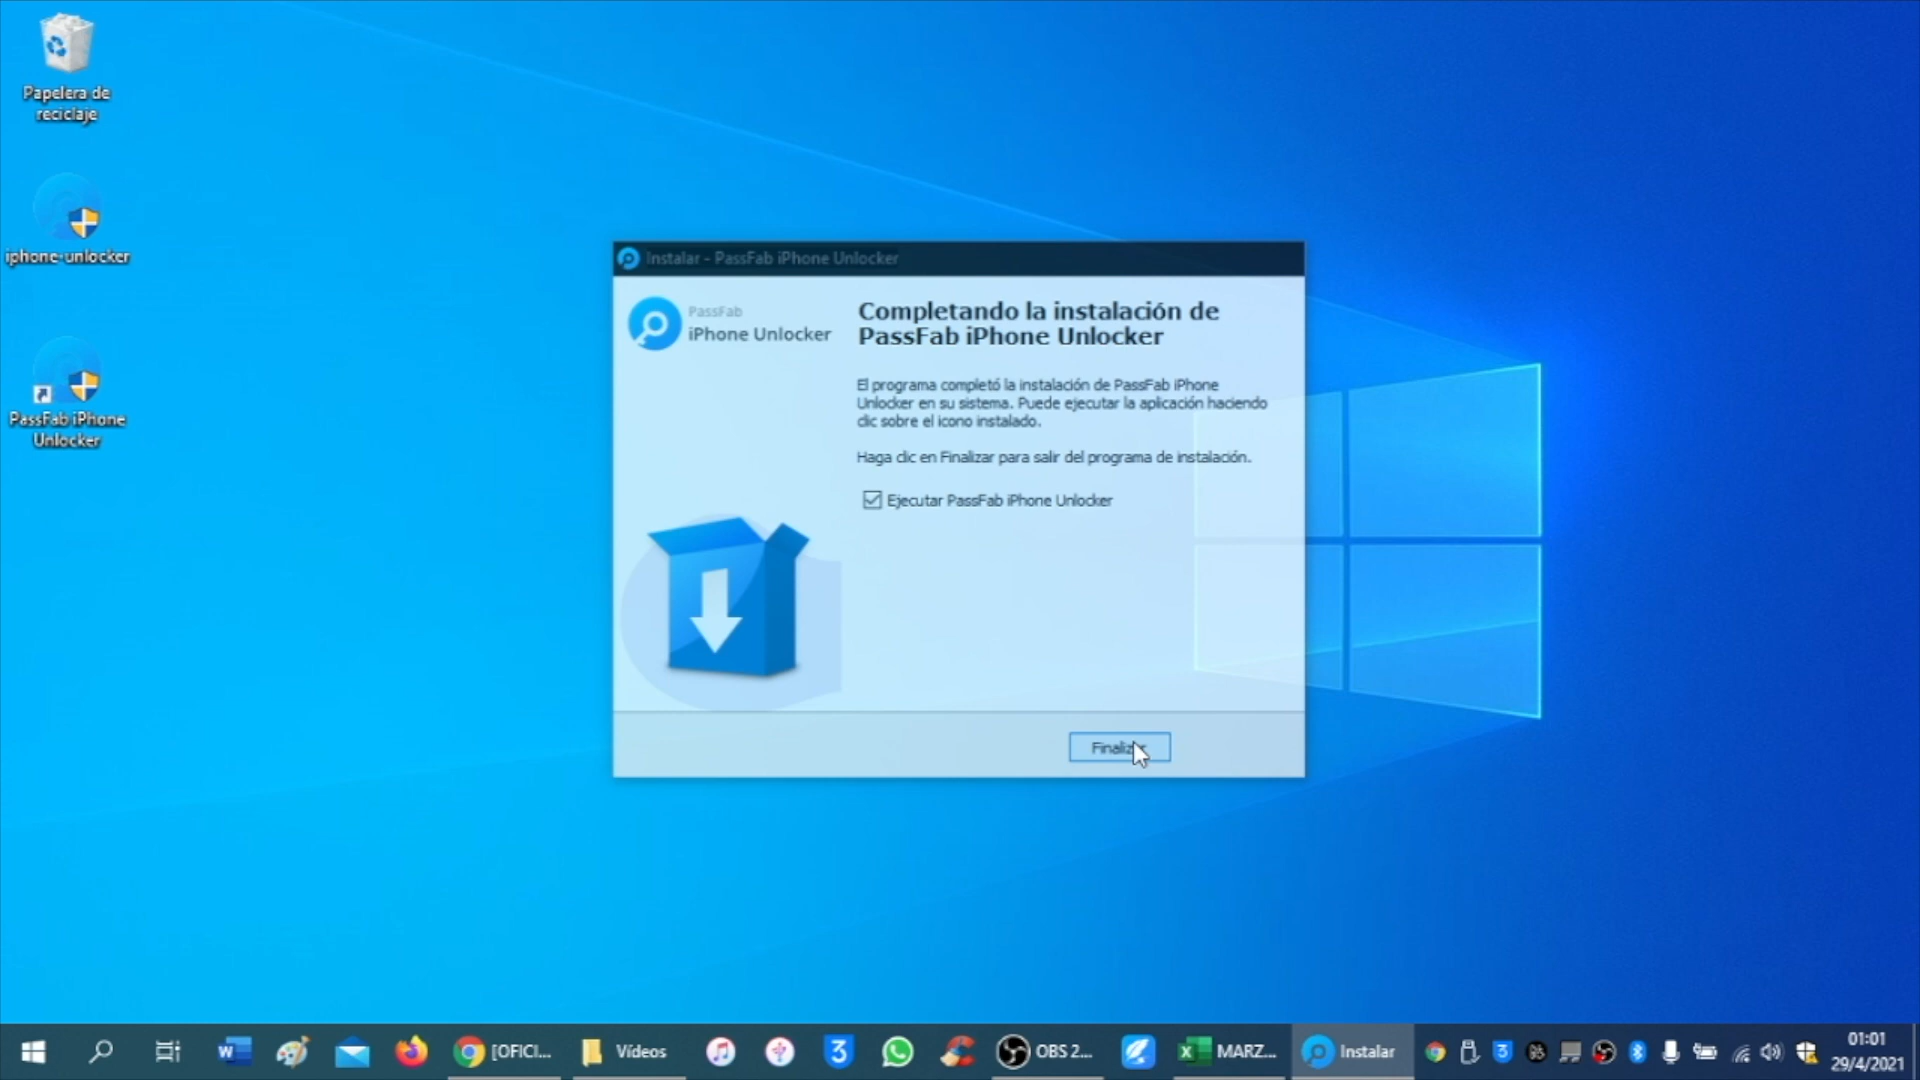 Papelera de
reciclaje
iphone-unlocker
PassFab iPhone
Unlocker
Instalar - PassFab iPhone Unlocker
PassFab
iPhone Unlocker
Completando la instalación de
PassFab iPhone Unlocker
El programa completó la instalación de PassFab iPhone
Unlocker en su sistema. Puede ejecutar la aplicación haciendo
clic sobre el icono instalado.
Haga clic en Finalizar para salir del programa de instalación.
Ejecutar PassFab iPhone Unlocker
Finalizar
[OFICI...
Vídeos
OBS 2...
MARZ...
Instalar
01:01
29/4/2021